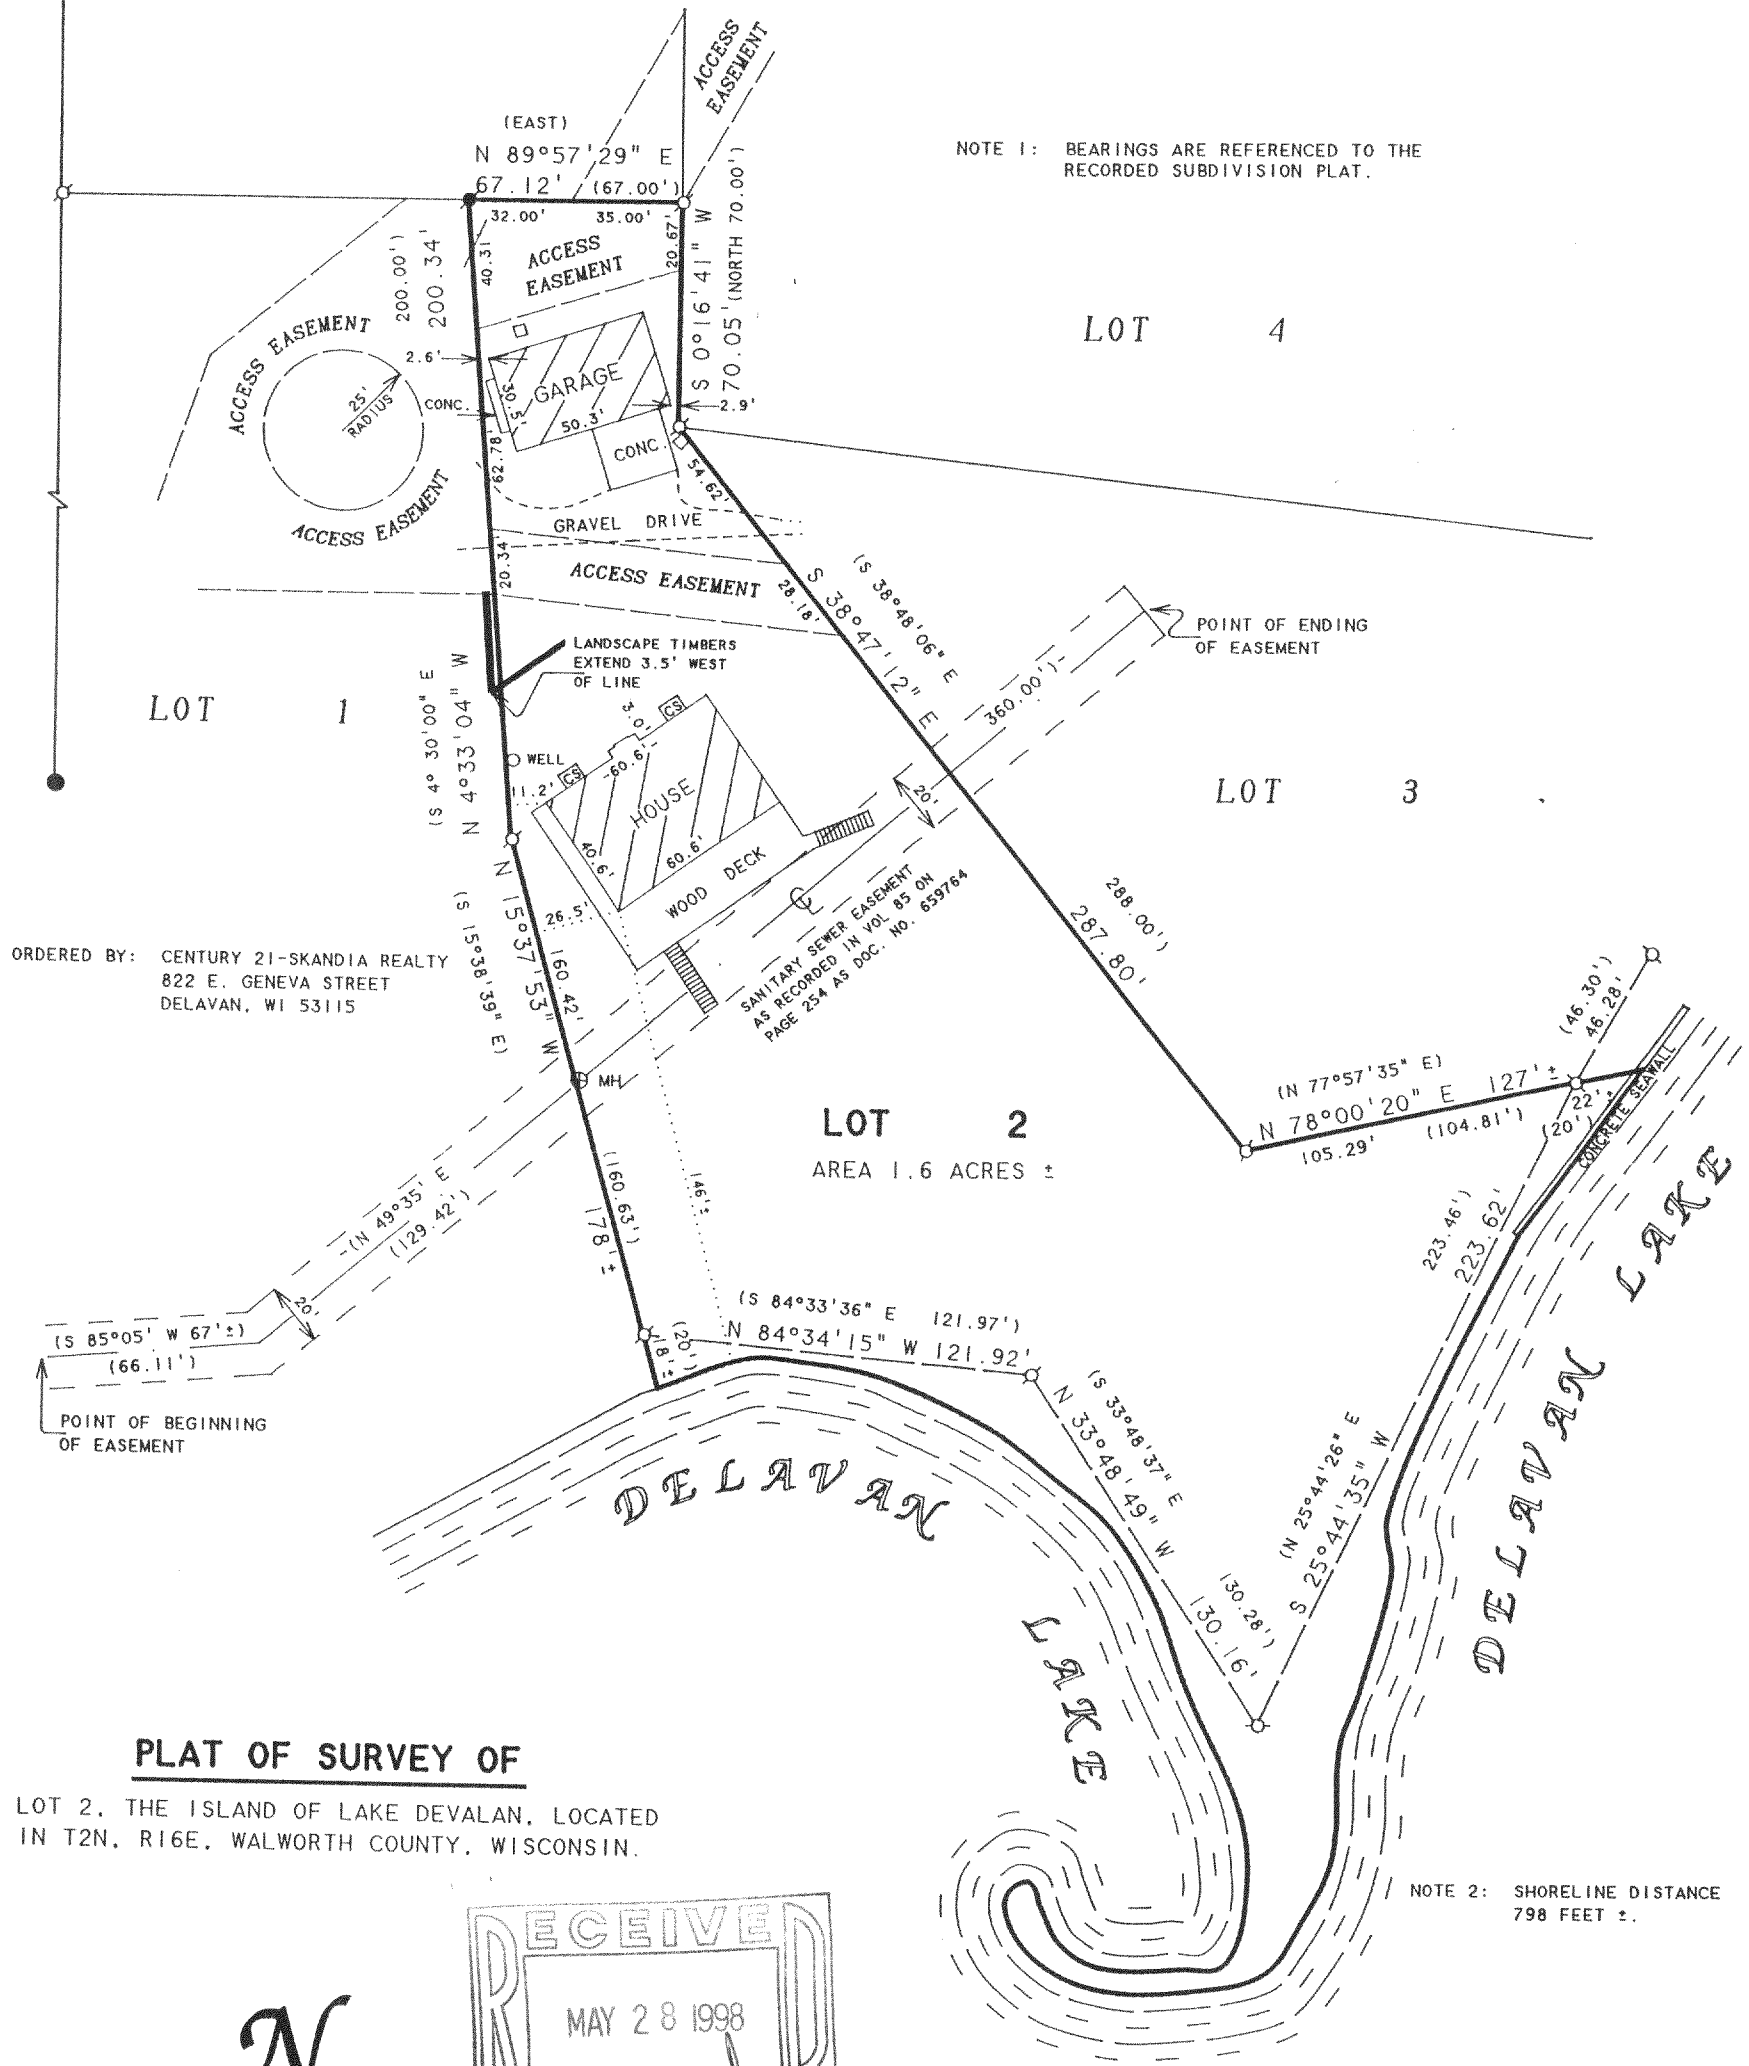 ACCESS
EASEMENT
(EAST)
N 89°57'29" E
67.12' (67.00')
32.00' 35.00'
NOTE 1: BEARINGS ARE REFERENCED TO THE
RECORDED SUBDIVISION PLAT.
200.00')
200.34'
40.31
ACCESS
EASEMENT
20.67'
S 0°16'41" W
70.05' (NORTH 70.00')
LOT 4
ACCESS EASEMENT
25'
RADIUS
ACCESS EASEMENT
2.6'
CONC.
GARAGE
30.5'
50.3'
2.9'
CONC.
62.78'
54.62'
GRAVEL DRIVE
20.34
ACCESS EASEMENT
28.18'
(S 38°48'06" E
S 38°47'12" E
POINT OF ENDING
OF EASEMENT
LANDSCAPE TIMBERS
EXTEND 3.5' WEST
OF LINE
LOT 1
(S 4° 30'00" E
N 4°33'04" W
360.00')-
3.0'
CS
WELL
CS
-60.6'-
11.2'
HOUSE
40.6'
60.6'
WOOD DECK
20'
LOT 3
26.5'
SANITARY SEWER EASEMENT
AS RECORDED IN VOL 85 ON
PAGE 254 AS DOC. NO. 659764
288.00')
287.80'
ORDERED BY: CENTURY 21-SKANDIA REALTY
822 E. GENEVA STREET
DELAVAN, WI 53115
(S 15°38'39" E)
N 15°37'53" W
160.42'
MH
(46.30')
46.28'
CONCRETE SEAWALL
(N 77°57'35" E)
N 78°00'20" E 127'±
105.29' (104.81')
22'±
(20')
LOT 2
AREA 1.6 ACRES ±
(160.63')
178'±
146'±
-(N 49°35' E
(129.42')
20'
(S 85°05' W 67'±)
(66.11')
POINT OF BEGINNING
OF EASEMENT
(20')
18'±
(S 84°33'36" E 121.97')
N 84°34'15" W 121.92'
223.46')
223.62'
(S 33°48'37" E
N 33°48'49" W
130.28')
130.16'
(N 25°44'26" E
S 25°44'35" W
DELAVAN LAKE
DELAVAN LAKE
PLAT OF SURVEY OF
LOT 2, THE ISLAND OF LAKE DEVALAN, LOCATED
IN T2N, R16E, WALWORTH COUNTY, WISCONSIN.
NOTE 2: SHORELINE DISTANCE
798 FEET ±.
RECEIVED
MAY 28 1998
N